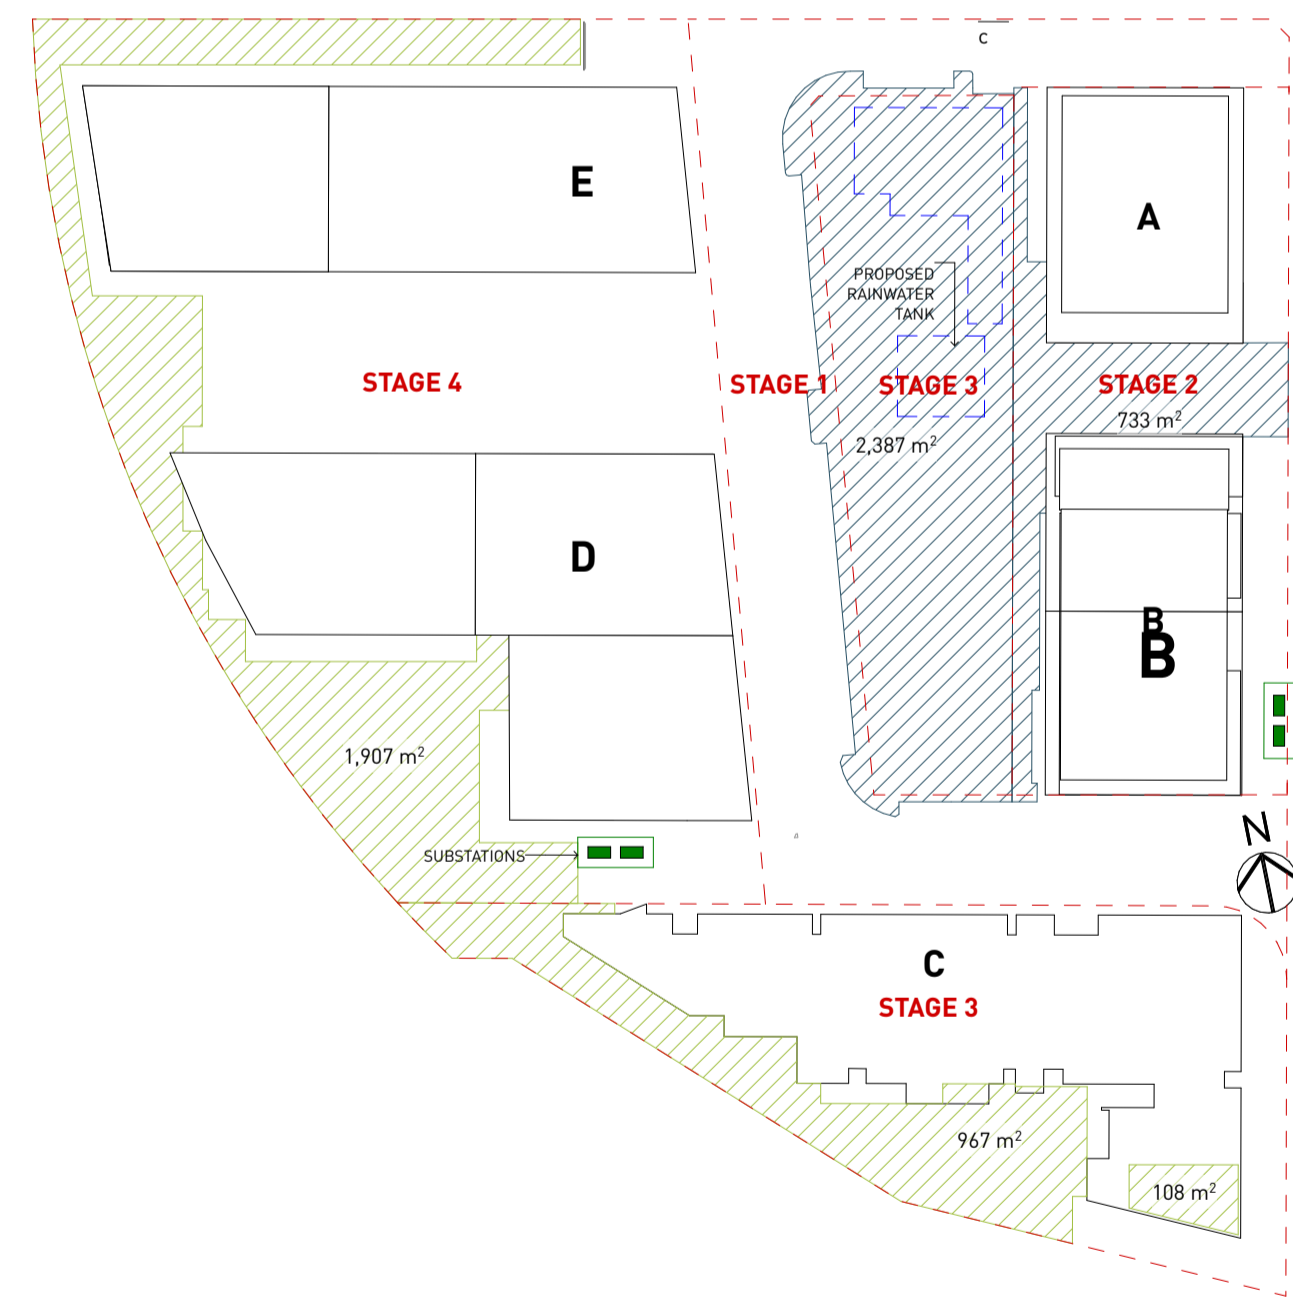 c
E
A
PROPOSED
RAINWATER
TANK
STAGE 4
STAGE 1
STAGE 3
STAGE 2
733 m²
2,387 m²
D
B
B
1,907 m²
SUBSTATIONS
N
C
STAGE 3
967 m²
108 m²